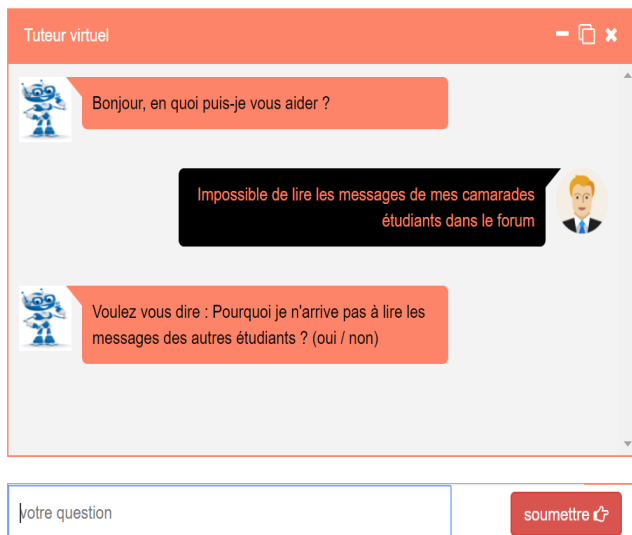 Tuteur virtuel
Bonjour, en quoi puis-je vous aider ?
Impossible de lire les messages de mes camarades
étudiants dans le forum
Voulez vous dire : Pourquoi je n'arrive pas à lire les
messages des autres étudiants ? (oui / non)
votre question
soumettre